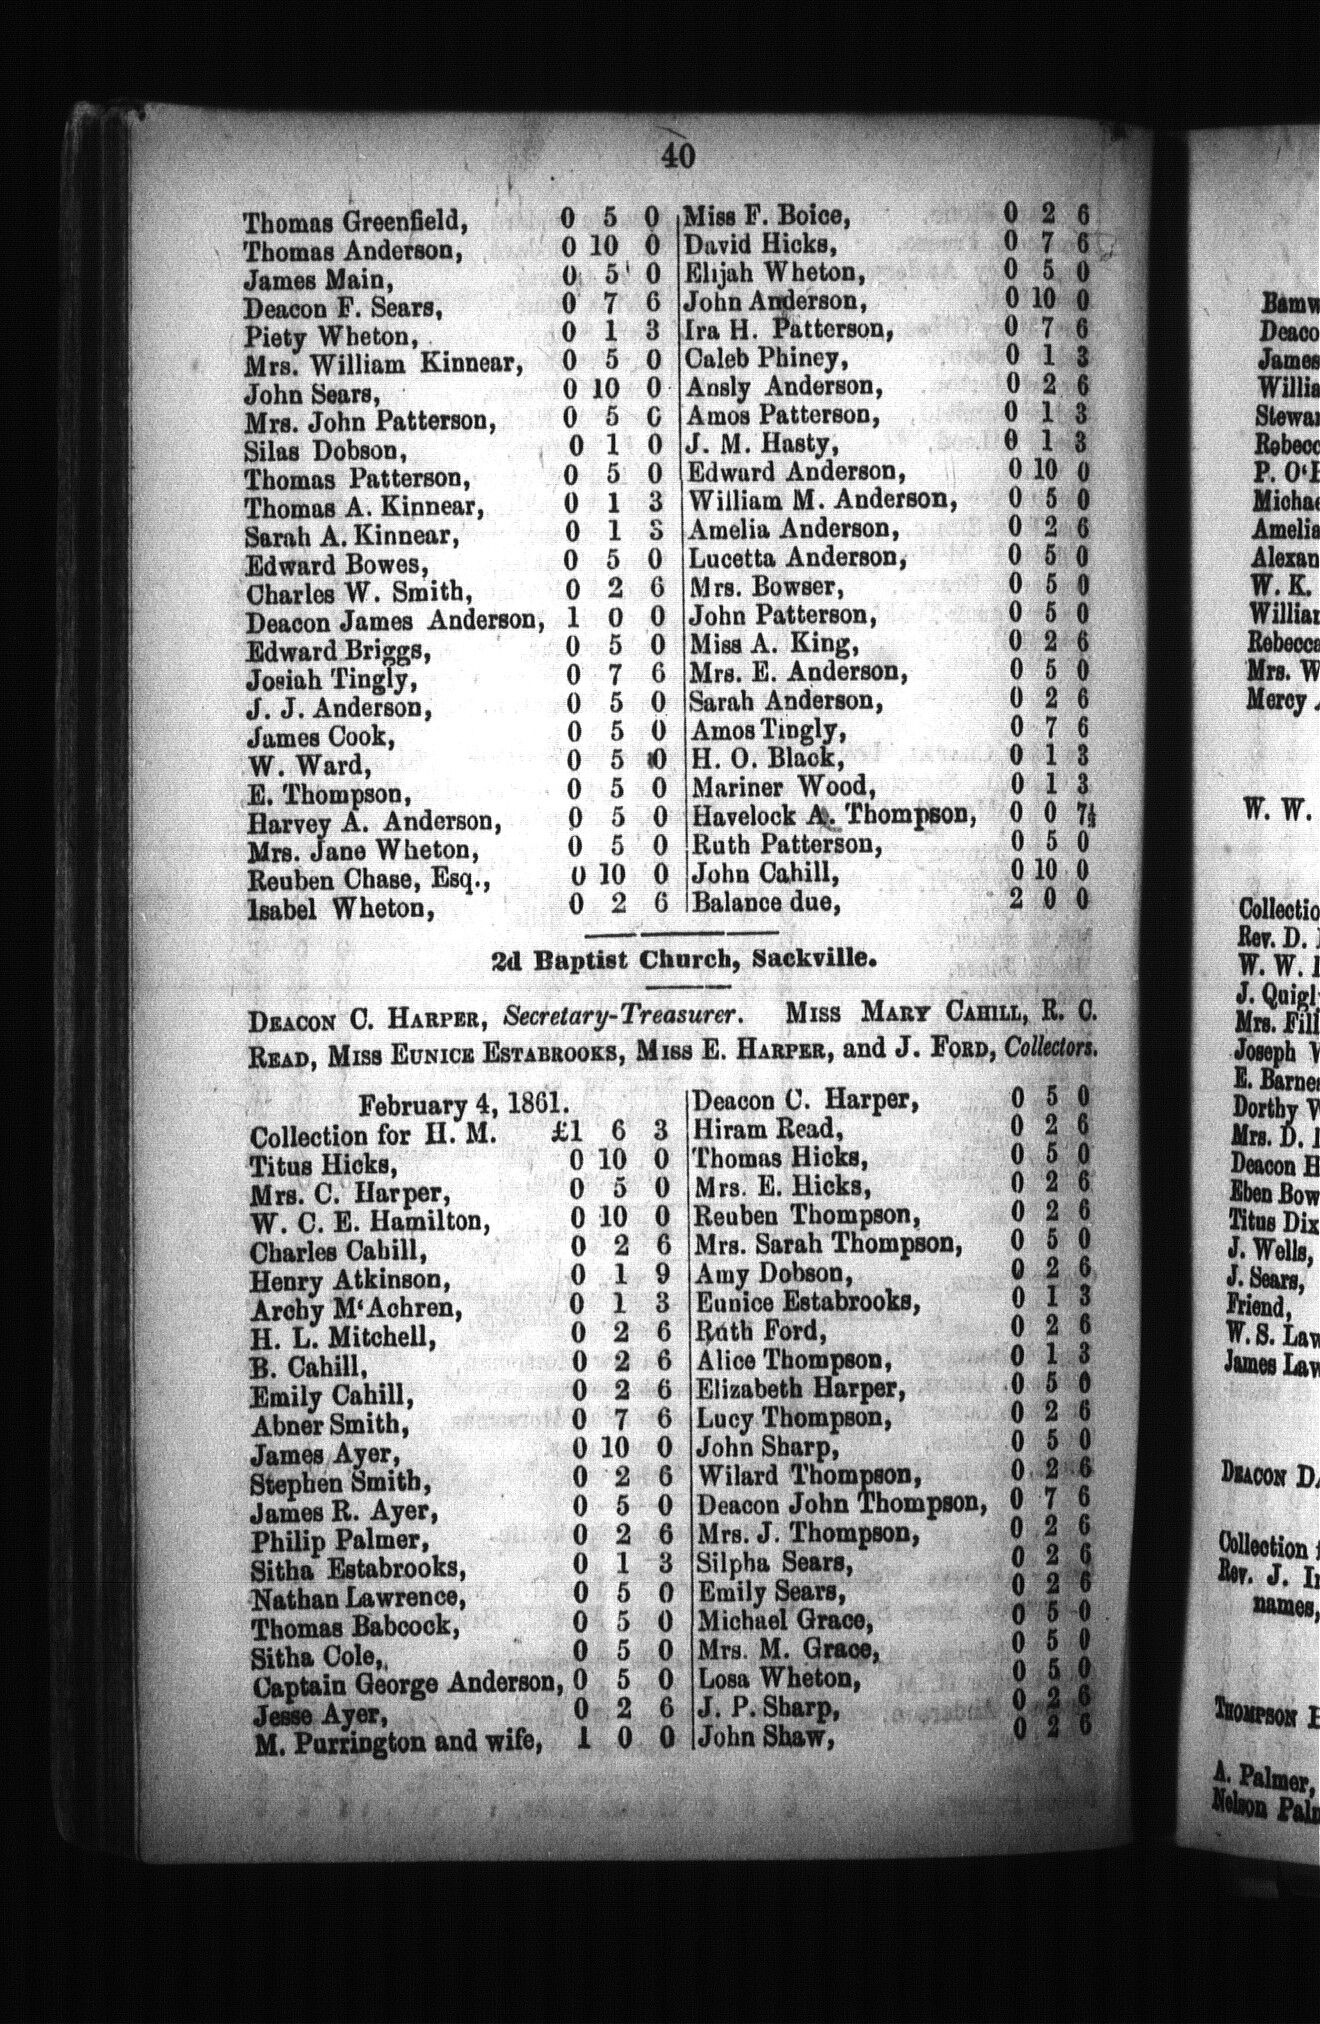 40
Thomas Greenfield, 0 5 0
Thomas Anderson, 0 10 0
James Main, 0 5 0
Deacon F. Sears, 0 7 6
Piety Wheton, 0 1 3
Mrs. William Kinnear, 0 5 0
John Sears, 0 10 0
Mrs. John Patterson, 0 5 0
Silas Dobson, 0 1 0
Thomas Patterson, 0 5 0
Thomas A. Kinnear, 0 1 3
Sarah A. Kinnear, 0 1 3
Edward Bowes, 0 5 0
Charles W. Smith, 0 2 6
Deacon James Anderson, 1 0 0
Edward Briggs, 0 5 0
Josiah Tingly, 0 7 6
J. J. Anderson, 0 5 0
James Cook, 0 5 0
W. Ward, 0 5 0
E. Thompson, 0 5 0
Harvey A. Anderson, 0 5 0
Mrs. Jane Wheton, 0 5 0
Reuben Chase, Esq., 0 10 0
Isabel Wheton, 0 2 6
Miss F. Boice, 0 2 6
David Hicks, 0 7 6
Elijah Wheton, 0 5 0
John Anderson, 0 10 0
Ira H. Patterson, 0 7 6
Caleb Phiney, 0 1 3
Ansly Anderson, 0 2 6
Amos Patterson, 0 1 3
J. M. Hasty, 0 1 3
Edward Anderson, 0 10 0
William M. Anderson, 0 5 0
Amelia Anderson, 0 2 6
Lucetta Anderson, 0 5 0
Mrs. Bowser, 0 5 0
John Patterson, 0 5 0
Miss A. King, 0 2 6
Mrs. E. Anderson, 0 5 0
Sarah Anderson, 0 2 6
Amos Tingly, 0 7 6
H. O. Black, 0 1 3
Mariner Wood, 0 1 3
Havelock A. Thompson, 0 0 7½
Ruth Patterson, 0 5 0
John Cahill, 0 10 0
Balance due, 2 0 0
2d Baptist Church, Sackville.
DEACON C. HARPER, Secretary-Treasurer. MISS MARY CAHILL, R. C.
READ, MISS EUNICE ESTABROOKS, MISS E. HARPER, and J. FORD, Collectors.
February 4, 1861.
Collection for H. M. £1 6 3
Titus Hicks, 0 10 0
Mrs. C. Harper, 0 5 0
W. C. E. Hamilton, 0 10 0
Charles Cahill, 0 2 6
Henry Atkinson, 0 1 9
Archy M'Achren, 0 1 3
H. L. Mitchell, 0 2 6
B. Cahill, 0 2 6
Emily Cahill, 0 2 6
Abner Smith, 0 7 6
James Ayer, 0 10 0
Stephen Smith, 0 2 6
James R. Ayer, 0 5 0
Philip Palmer, 0 2 6
Sitha Estabrooks, 0 1 3
Nathan Lawrence, 0 5 0
Thomas Babcock, 0 5 0
Sitha Cole, 0 5 0
Captain George Anderson, 0 5 0
Jesse Ayer, 0 2 6
M. Purrington and wife, 1 0 0
Deacon C. Harper, 0 5 0
Hiram Read, 0 2 6
Thomas Hicks, 0 5 0
Mrs. E. Hicks, 0 2 6
Reuben Thompson, 0 2 6
Mrs. Sarah Thompson, 0 5 0
Amy Dobson, 0 2 6
Eunice Estabrooks, 0 1 3
Ruth Ford, 0 2 6
Alice Thompson, 0 1 3
Elizabeth Harper, 0 5 0
Lucy Thompson, 0 2 6
John Sharp, 0 5 0
Wilard Thompson, 0 2 6
Deacon John Thompson, 0 7 6
Mrs. J. Thompson, 0 2 6
Silpha Sears, 0 2 6
Emily Sears, 0 2 6
Michael Grace, 0 5 0
Mrs. M. Grace, 0 5 0
Losa Wheton, 0 5 0
J. P. Sharp, 0 2 6
John Shaw, 0 2 6
James
P.
W. K.
Mrs.
Mercy
W. W.
Rev. D.
W. W.
J.
Mrs.
Joseph
E.
Mrs. D.
Deacon
Eben
Titus
J. Wells,
J. Sears,
Friend,
W. S.
James
DEACON
Collection
Rev. J.
names,
THOMPSON
A. Palmer,
Nelson